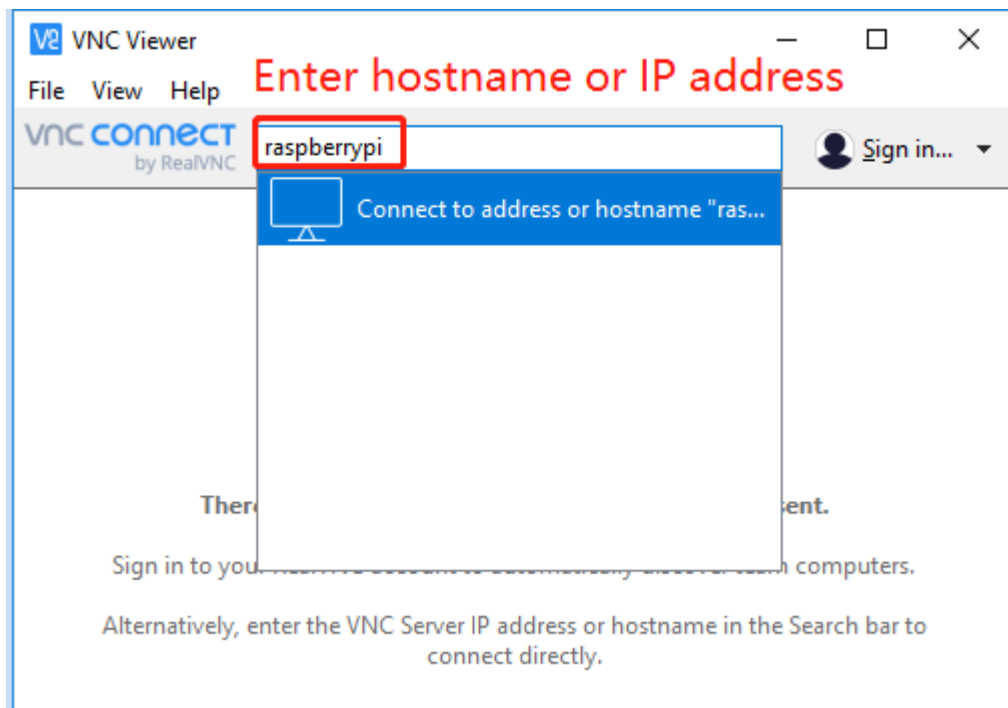 VNC Viewer
Enter hostname or IP address
File View Help
vnc connect
by RealVNC
raspberrypi
Sign in...
Connect to address or hostname "ras...
There
sent.
Sign in to you
computers.
Alternatively, enter the VNC Server IP address or hostname in the Search bar to
connect directly.